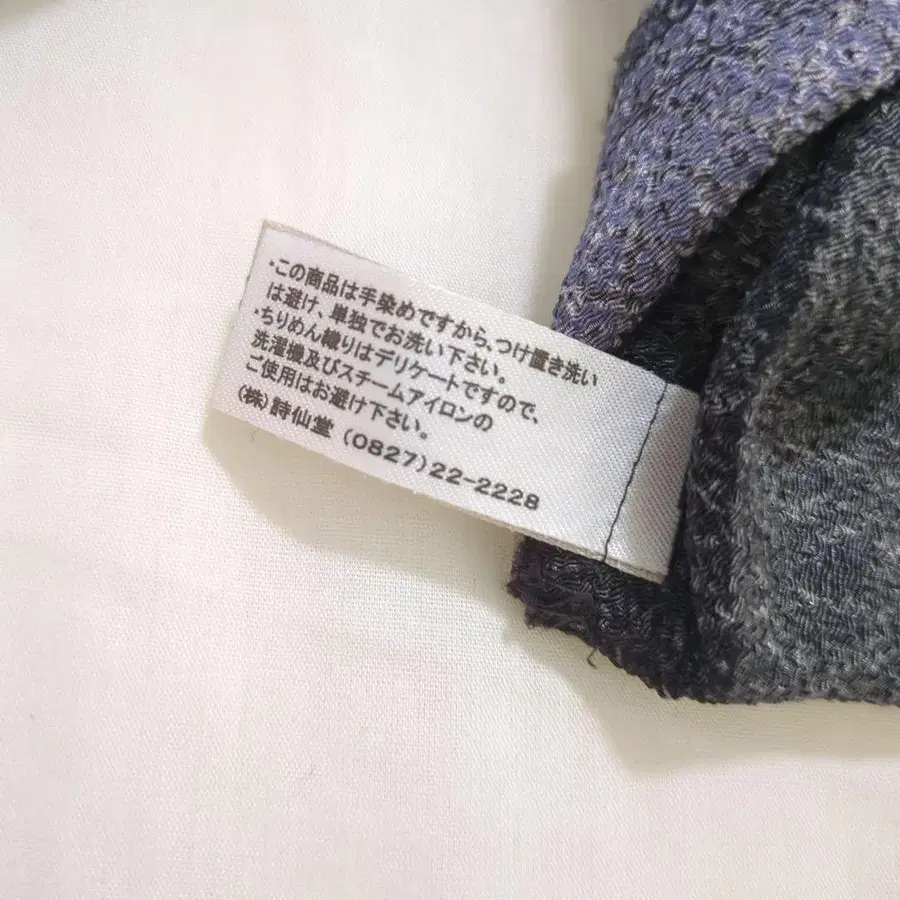 ・この商品は手染めですから、つけ置き洗い
は避け、単独でお洗い下さい。
・ちりめん織りはデリケートですので、
洗濯機及びスチームアイロンの
ご使用はお避け下さい。
(株)詩仙堂 (0827)22-2228